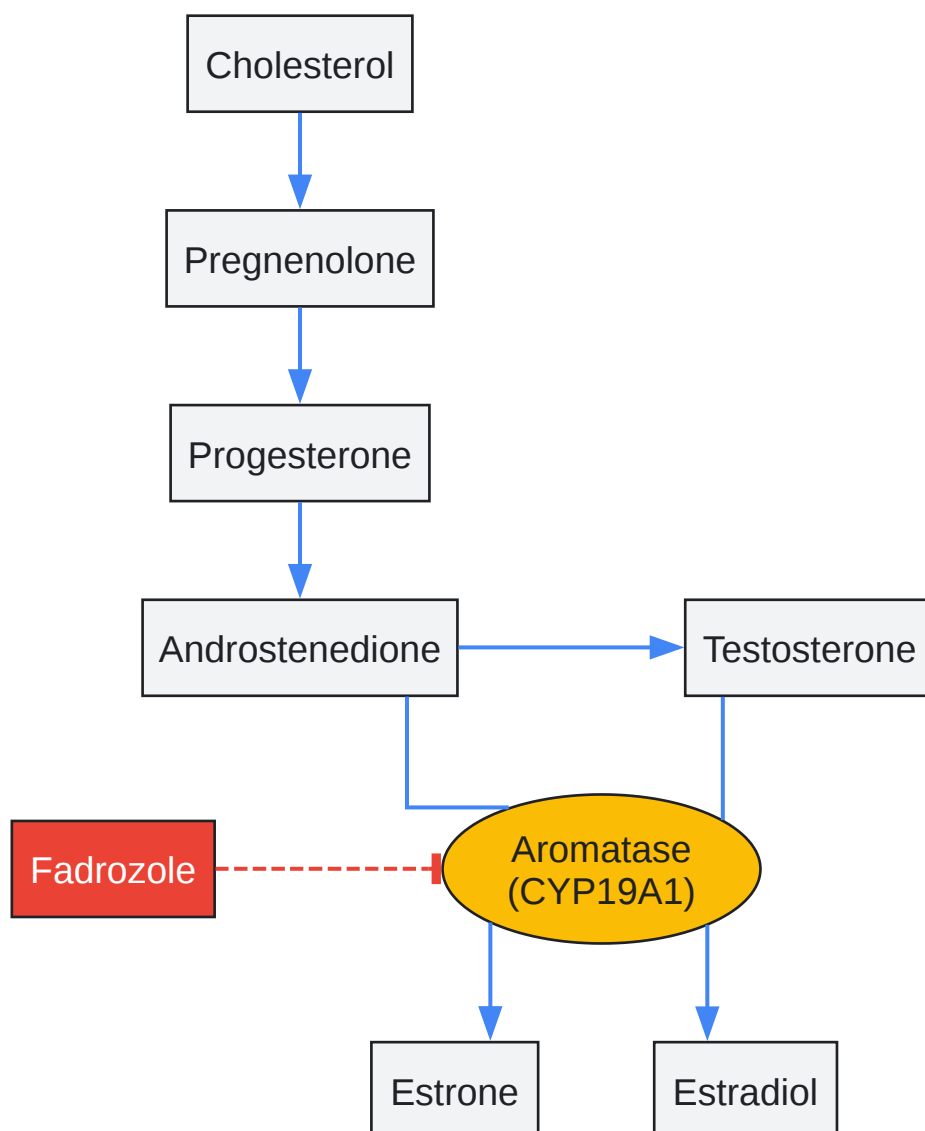 Cholesterol
Pregnenolone
Progesterone
Androstenedione
Testosterone
Fadrozole
Aromatase
(CYP19A1)
Estrone
Estradiol